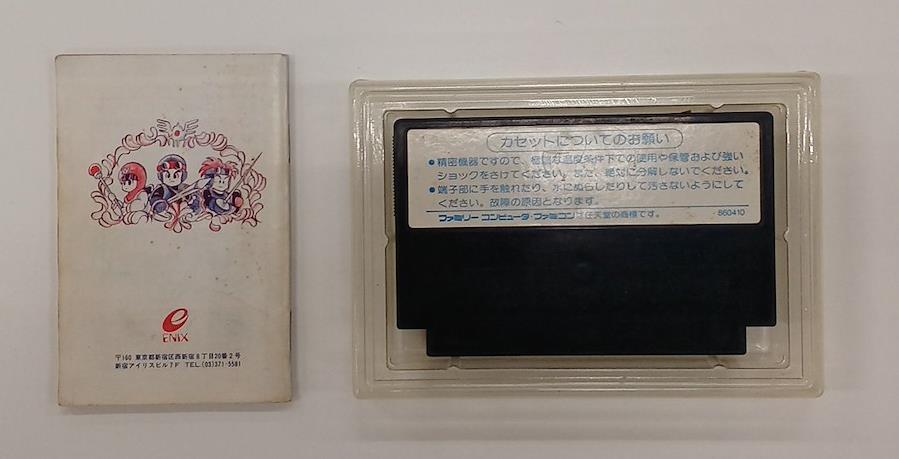 ENIX
〒160 東京都新宿区西新宿8丁目20番2号
新宿アイリスビル7F TEL.(03)371-5581
カセットについてのお願い
●精密機器ですので、極端な温度条件下での使用や保管および強い
ショックをさけてください。また、絶対に分解しないでください。
●端子部に手を触れたり、水にぬらしたりして汚さないようにして
ください。故障の原因となります。
ファミリーコンピュータ・ファミコンは任天堂の商標です。
860410